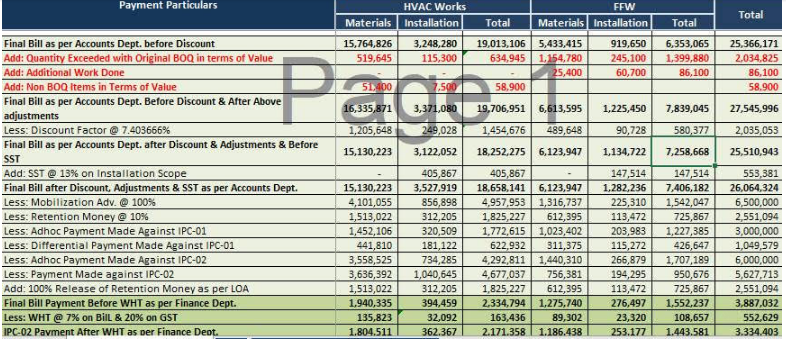 Payment Particulars HVAC Works FFW Total
Materials Installation Total Materials Installation Total
Final Bill as per Accounts Dept. before Discount 15,764,826 3,248,280 19,013,106 5,433,415 919,650 6,353,065 25,366,171
Add: Quantity Exceeded with Original BOQ in terms of Value 519,645 115,300 634,945 1,154,780 245,100 1,399,880 2,034,825
Add: Additional Work Done - - - 25,400 60,700 86,100 86,100
Add: Non BOQ Items in Terms of Value 51,400 7,500 58,900 58,900
Final Bill as per Accounts Dept. Before Discount & After Above adjustments 16,335,871 3,371,080 19,706,951 6,613,595 1,225,450 7,839,045 27,545,996
Less: Discount Factor @ 7.403666% 1,205,648 249,028 1,454,676 489,648 90,728 580,377 2,035,053
Final Bill as per Accounts Dept. after Discount & Adjustments & Before SST 15,130,223 3,122,052 18,252,275 6,123,947 1,134,722 7,258,668 25,510,943
Add: SST @ 13% on Installation Scope - 405,867 405,867 - 147,514 147,514 553,381
Final Bill after Discount, Adjustments & SST as per Accounts Dept. 15,130,223 3,527,919 18,658,141 6,123,947 1,282,236 7,406,182 26,064,324
Less: Mobilization Adv. @ 100% 4,101,055 856,898 4,957,953 1,316,737 225,310 1,542,047 6,500,000
Less: Retention Money @ 10% 1,513,022 312,205 1,825,227 612,395 113,472 725,867 2,551,094
Less: Adhoc Payment Made Against IPC-01 1,452,106 320,509 1,772,615 1,023,402 203,983 1,227,385 3,000,000
Less: Differential Payment Made Against IPC-01 441,810 181,122 622,932 311,375 115,272 426,647 1,049,579
Less: Adhoc Payment Made Against IPC-02 3,558,525 734,285 4,292,811 1,440,310 266,879 1,707,189 6,000,000
Less: Payment Made against IPC-02 3,636,392 1,040,645 4,677,037 756,381 194,295 950,676 5,627,713
Add: 100% Release of Retention Money as per LOA 1,513,022 312,205 1,825,227 612,395 113,472 725,867 2,551,094
Final Bill Payment Before WHT as per Finance Dept. 1,940,335 394,459 2,334,794 1,275,740 276,497 1,552,237 3,887,032
Less: WHT @ 7% on Bill & 20% on GST 135,823 32,092 163,436 89,302 23,320 108,657 552,629
IPC-02 Payment After WHT as per Finance Dept. 1,804,511 362,367 2,171,358 1,186,438 253,177 1,443,581 3,334,403
Page 1